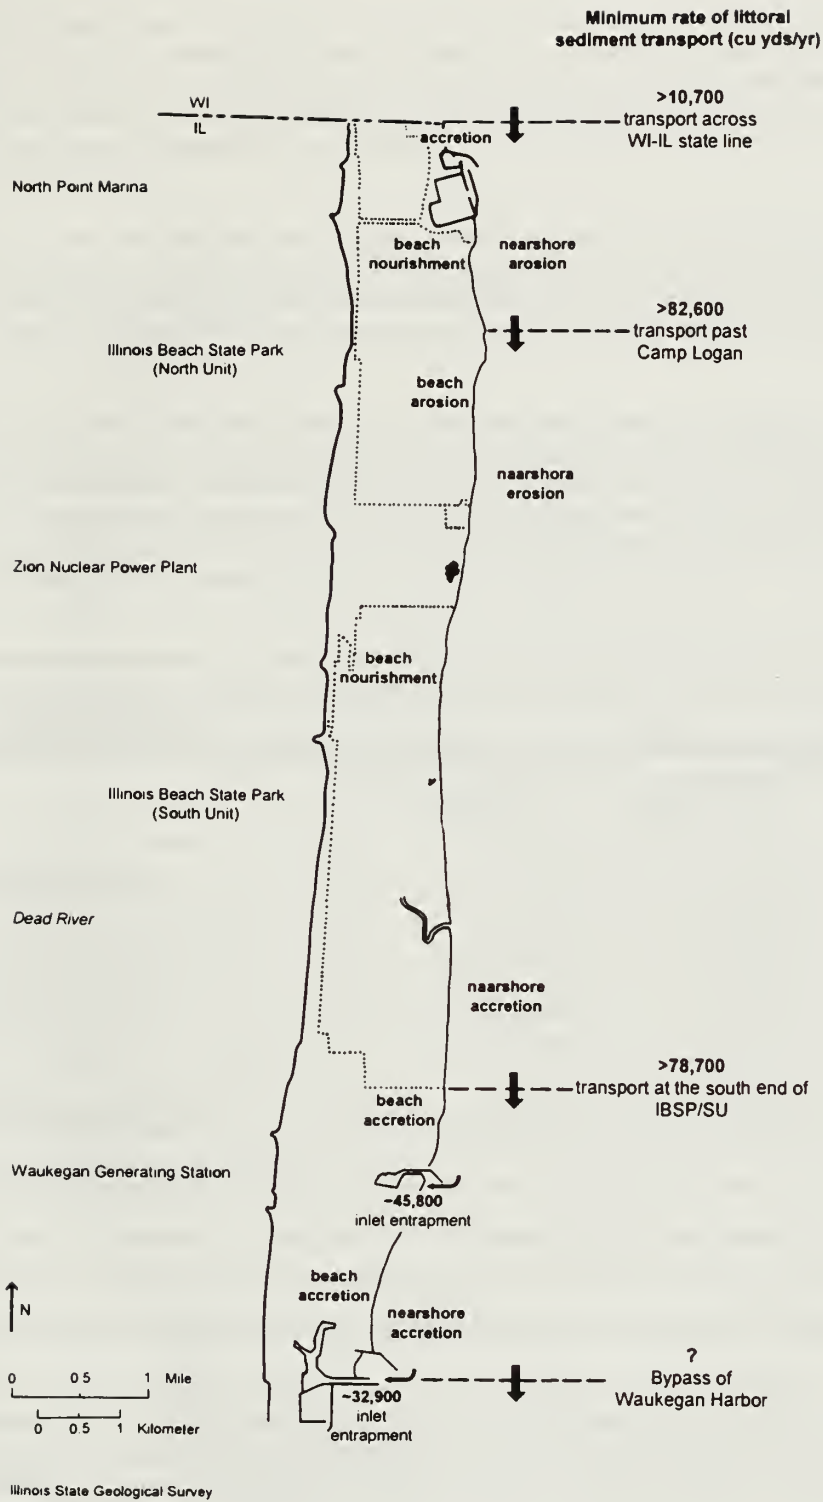 Minimum rate of littoral
sediment transport (cu yds/yr)
>10,700
transport across
WI-IL state line
WI
IL
accretion
North Point Marina
beach
nourishment
nearshore
arosion
>82,600
transport past
Camp Logan
Illinois Beach State Park
(North Unit)
beach
arosion
naarshora
erosion
Zion Nuclear Power Plant
beach
nourishment
Illinois Beach State Park
(South Unit)
Dead River
naarshore
accretion
>78,700
transport at the south end of
IBSP/SU
beach
accretion
Waukegan Generating Station
~45,800
inlet entrapment
beach
accretion
nearshore
accretion
N
?
Bypass of
Waukegan Harbor
0 0.5 1 Mile
0 0.5 1 Kilometer
~32,900
inlet
entrapment
Illinois State Geological Survey